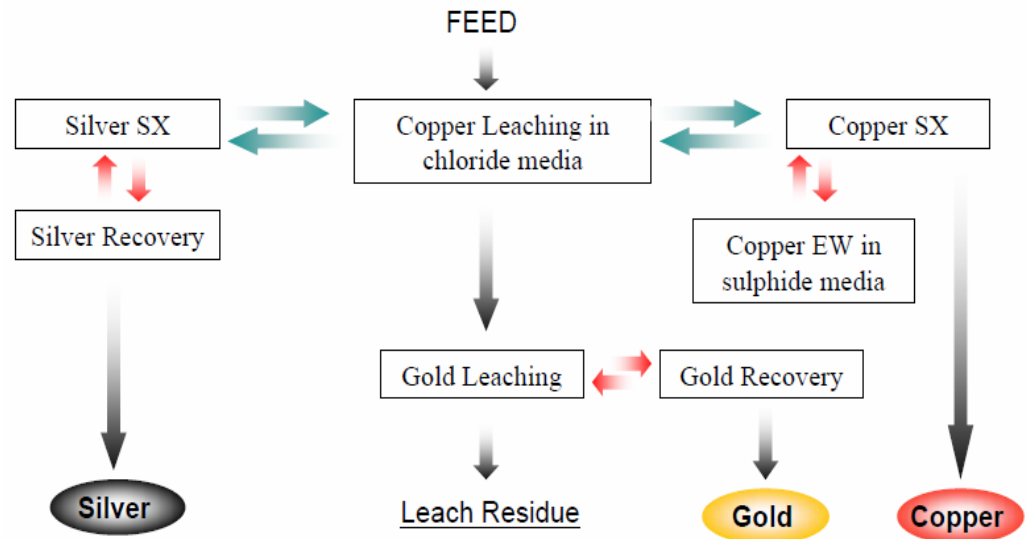 FEED
Silver SX
Copper Leaching in
chloride media
Copper SX
Silver Recovery
Copper EW in
sulphide media
Gold Leaching
Gold Recovery
Silver
Leach Residue
Gold
Copper